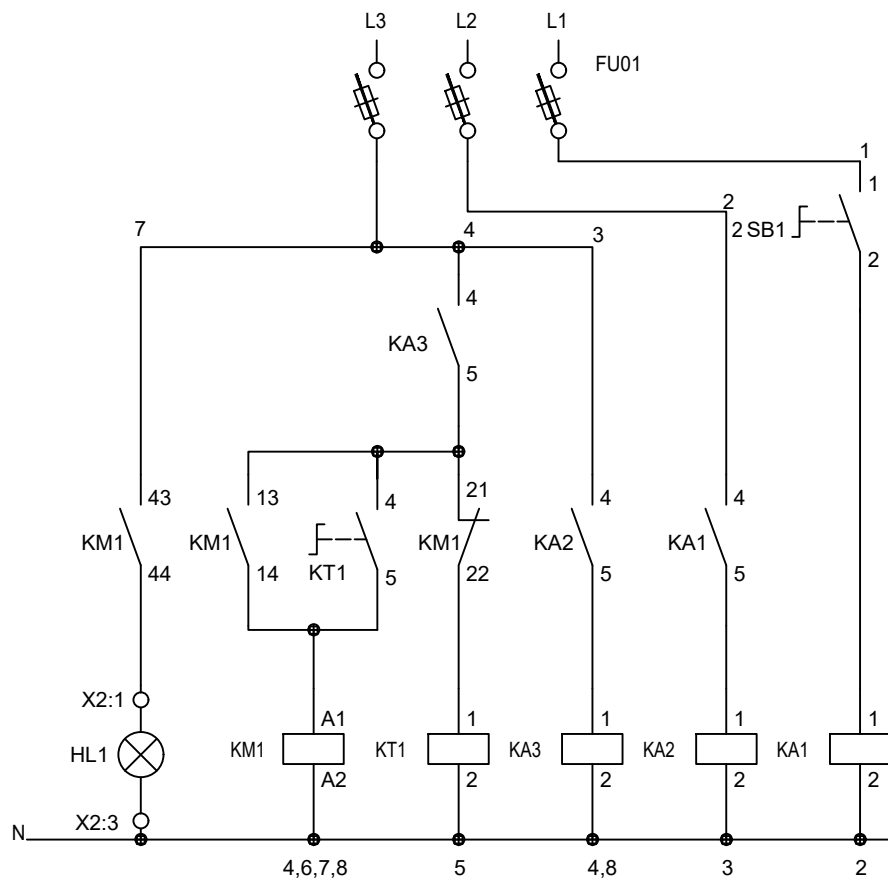 L3 L2 L1
FU01
1
1
2
7 4 3 2 SB1
2
4
KA3
5
43 13 4 21 4 4
KM1 KM1 KT1 KM1 KA2 KA1
44 14 5 22 5 5
X2:1
A1 1 1 1 1
HL1 KM1 KT1 KA3 KA2 KA1
A2 2 2 2 2
X2:3
N
4,6,7,8 5 4,8 3 2